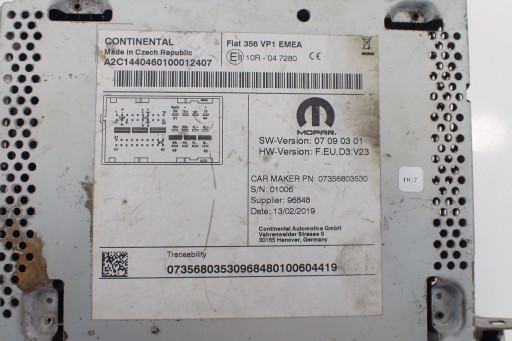 CONTINENTAL
Made in Czech Republic
A2C1440460100012407
Fiat 356 VP1 EMEA
E8 10R - 04 7280 CE
MOPAR
SW-Version: 07 09 03 01
HW-Version: F.EU,D3,V23
CAR MAKER PN: 07356803530
S/N: 01006
Supplier: 96848
Date: 13/02/2019
Continental Automotive GmbH
Vahrenwalder Strasse 9
30165 Hanover, Germany
Traceability
07356803530968480100604419